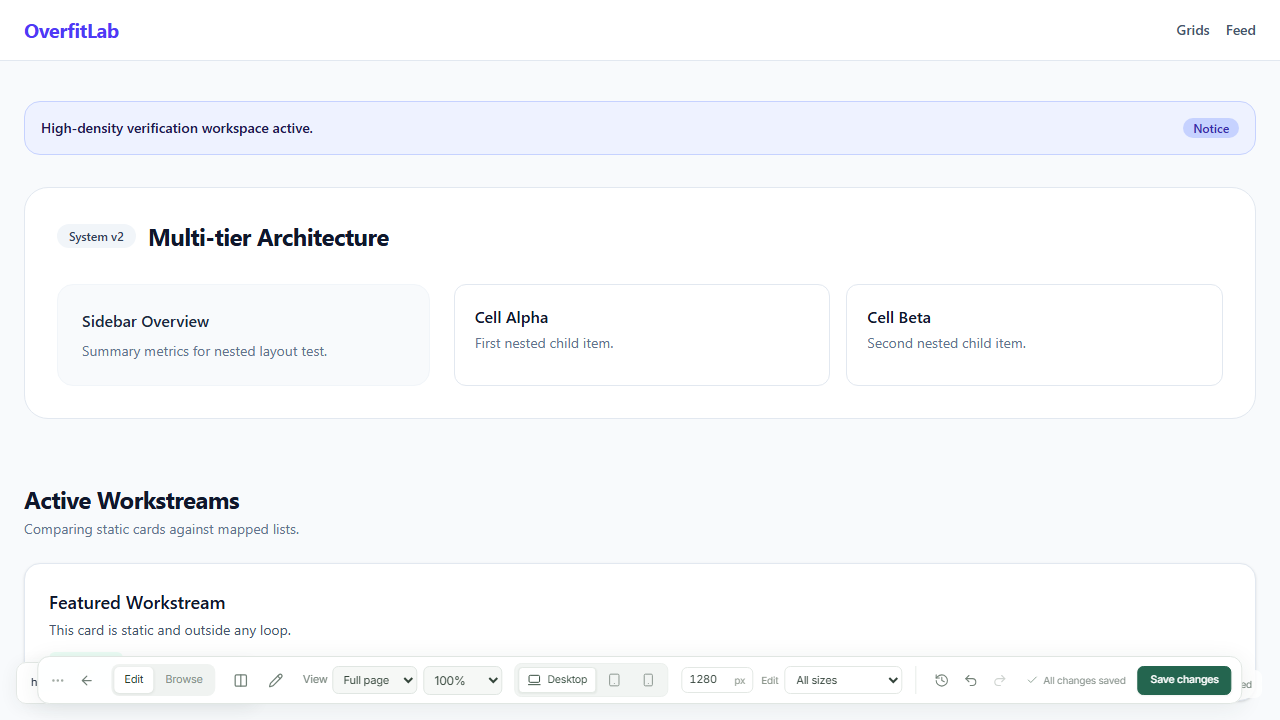 OverfitLab
Grids Feed
High-density verification workspace active.
Notice
System v2
Multi-tier Architecture
Sidebar Overview
Summary metrics for nested layout test.
Cell Alpha
First nested child item.
Cell Beta
Second nested child item.
Active Workstreams
Comparing static cards against mapped lists.
Featured Workstream
This card is static and outside any loop.
Edit Browse View Full page 100% Desktop 1280 px Edit All sizes All changes saved Save changes